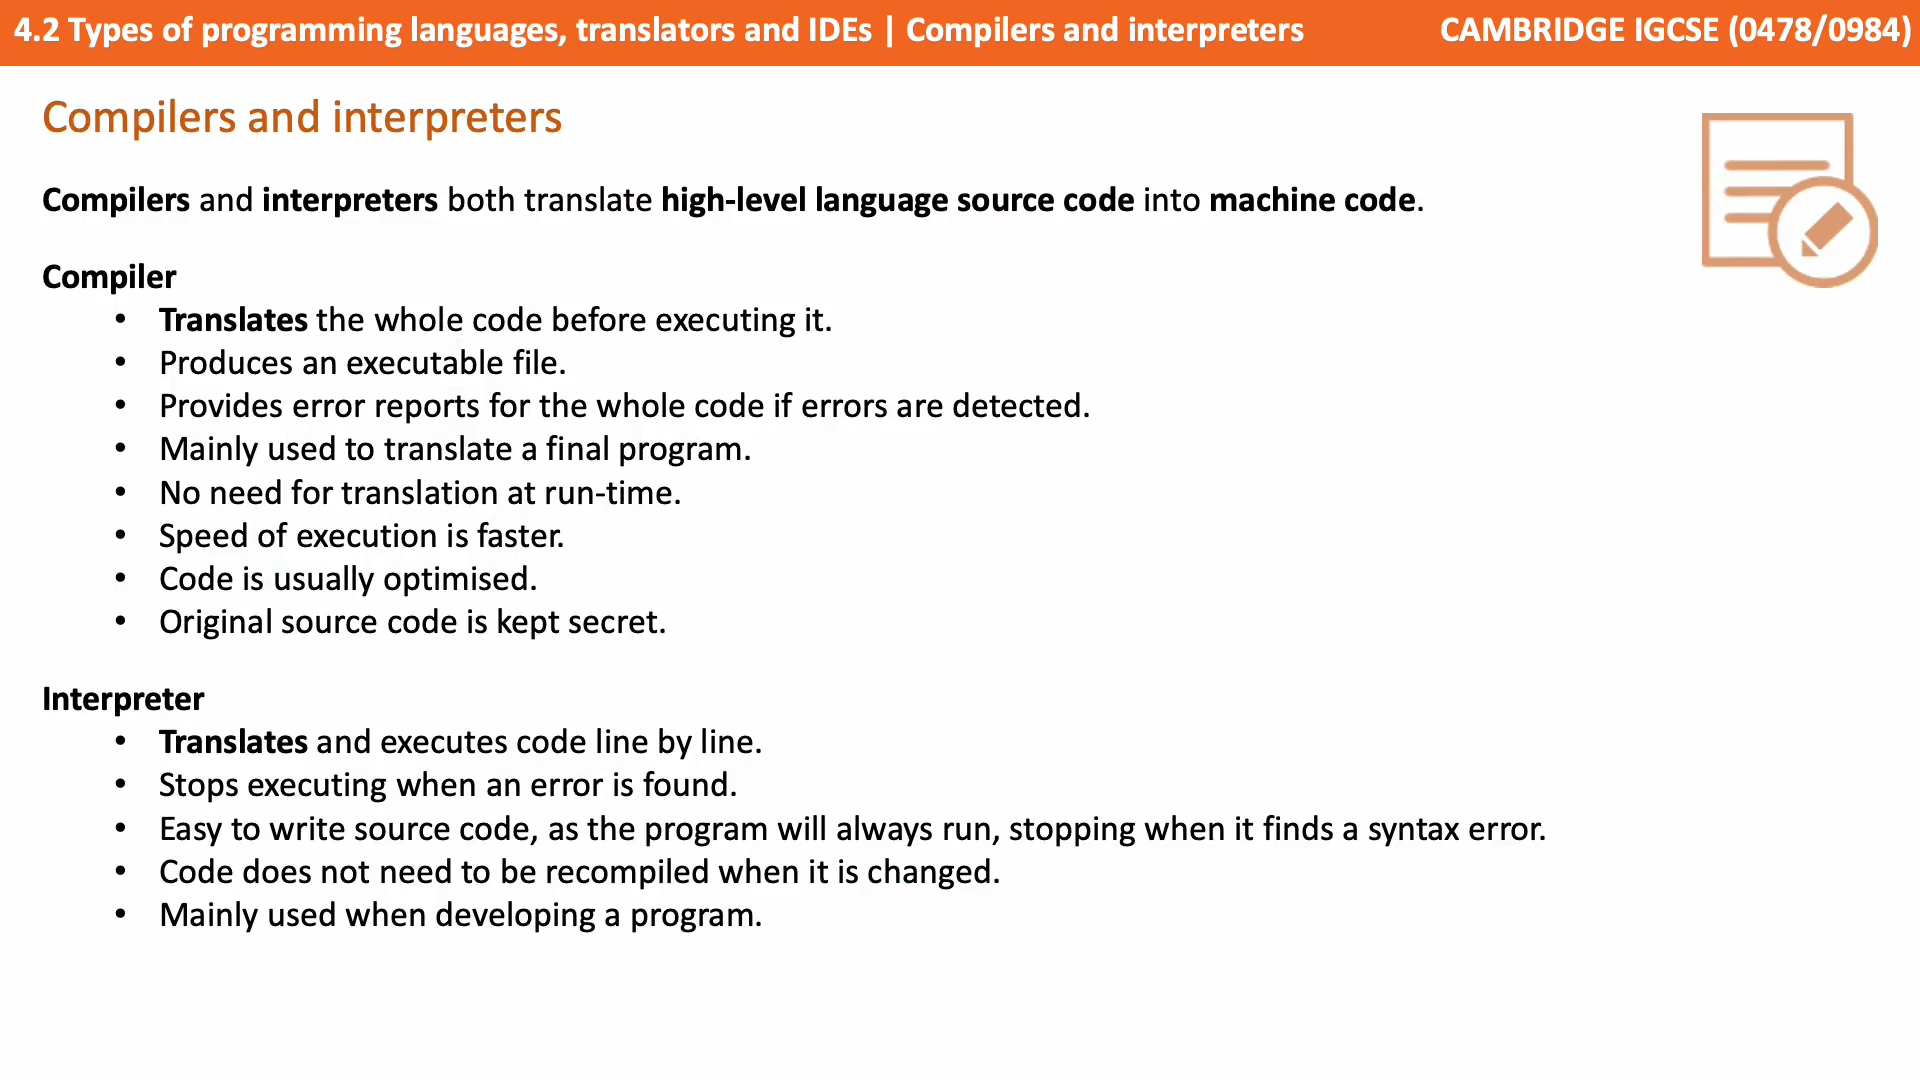 4.2 Types of programming languages, translators and IDEs | Compilers and interpreters CAMBRIDGE IGCSE (0478/0984)
Compilers and interpreters
Compilers and interpreters both translate high-level language source code into machine code.
Compiler
• Translates the whole code before executing it.
• Produces an executable file.
• Provides error reports for the whole code if errors are detected.
• Mainly used to translate a final program.
• No need for translation at run-time.
• Speed of execution is faster.
• Code is usually optimised.
• Original source code is kept secret.
Interpreter
• Translates and executes code line by line.
• Stops executing when an error is found.
• Easy to write source code, as the program will always run, stopping when it finds a syntax error.
• Code does not need to be recompiled when it is changed.
• Mainly used when developing a program.